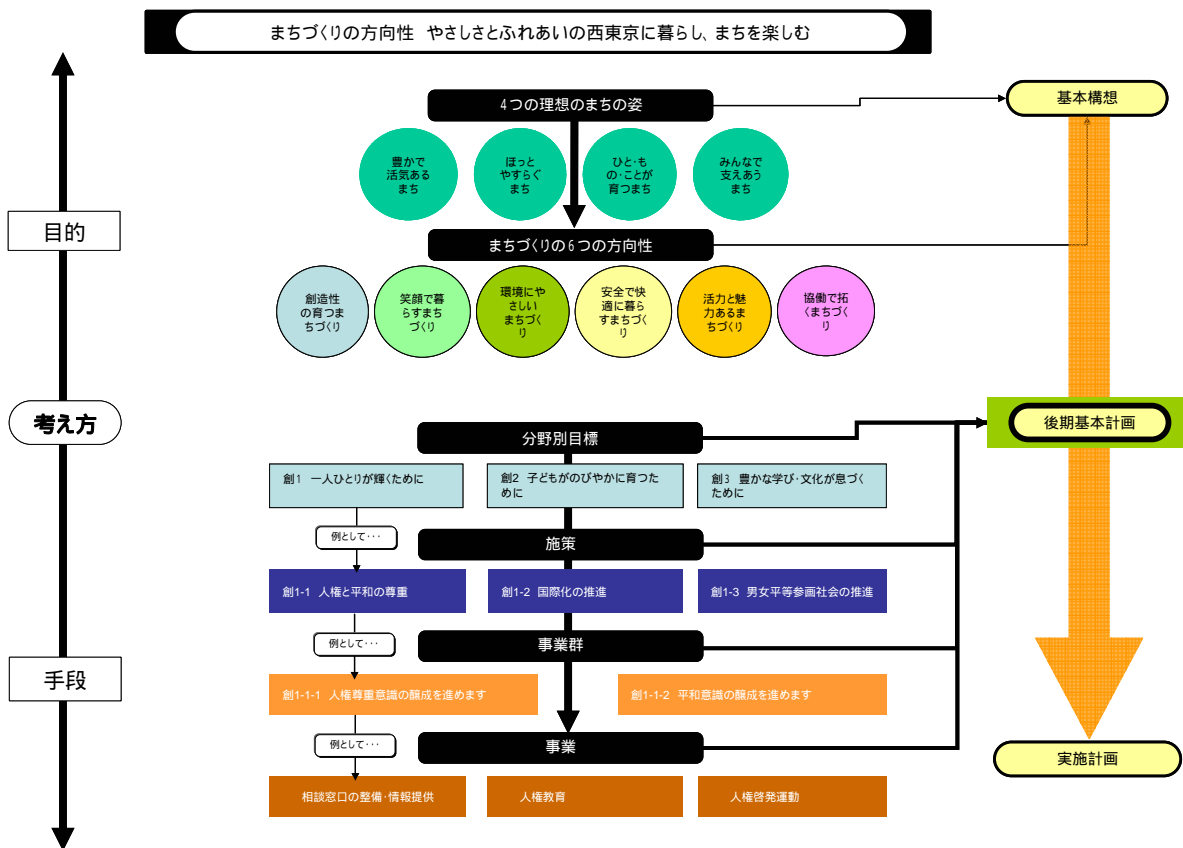 まちづくりの方向性 やさしさとふれあいの西東京に暮らし、まちを楽しむ
4つの理想のまちの姿
基本構想
豊かで
活気ある
まち
ほっと
やすらぐ
まち
ひと・も
の・ことが
育つまち
みんなで
支えあう
まち
目的
まちづくりの6つの方向性
創造性
の育つま
ちづくり
笑顔で暮
らすまち
づくり
環境にや
さしい
まちづく
り
安全で快
適に暮ら
すまちづく
り
活力と魅
力あるま
ちづくり
協働で拓
くまちづく
り
考え方
後期基本計画
分野別目標
創1 一人ひとりが輝くために
創2 子どもがのびやかに育つた
めに
創3 豊かな学び・文化が息づく
ために
例として・・・
施策
創1-1 人権と平和の尊重
創1-2 国際化の推進
創1-3 男女平等参画社会の推進
例として・・・
事業群
手段
創1-1-1 人権尊重意識の醸成を進めます
創1-1-2 平和意識の醸成を進めます
例として・・・
事業
実施計画
相談窓口の整備・情報提供
人権教育
人権啓発運動